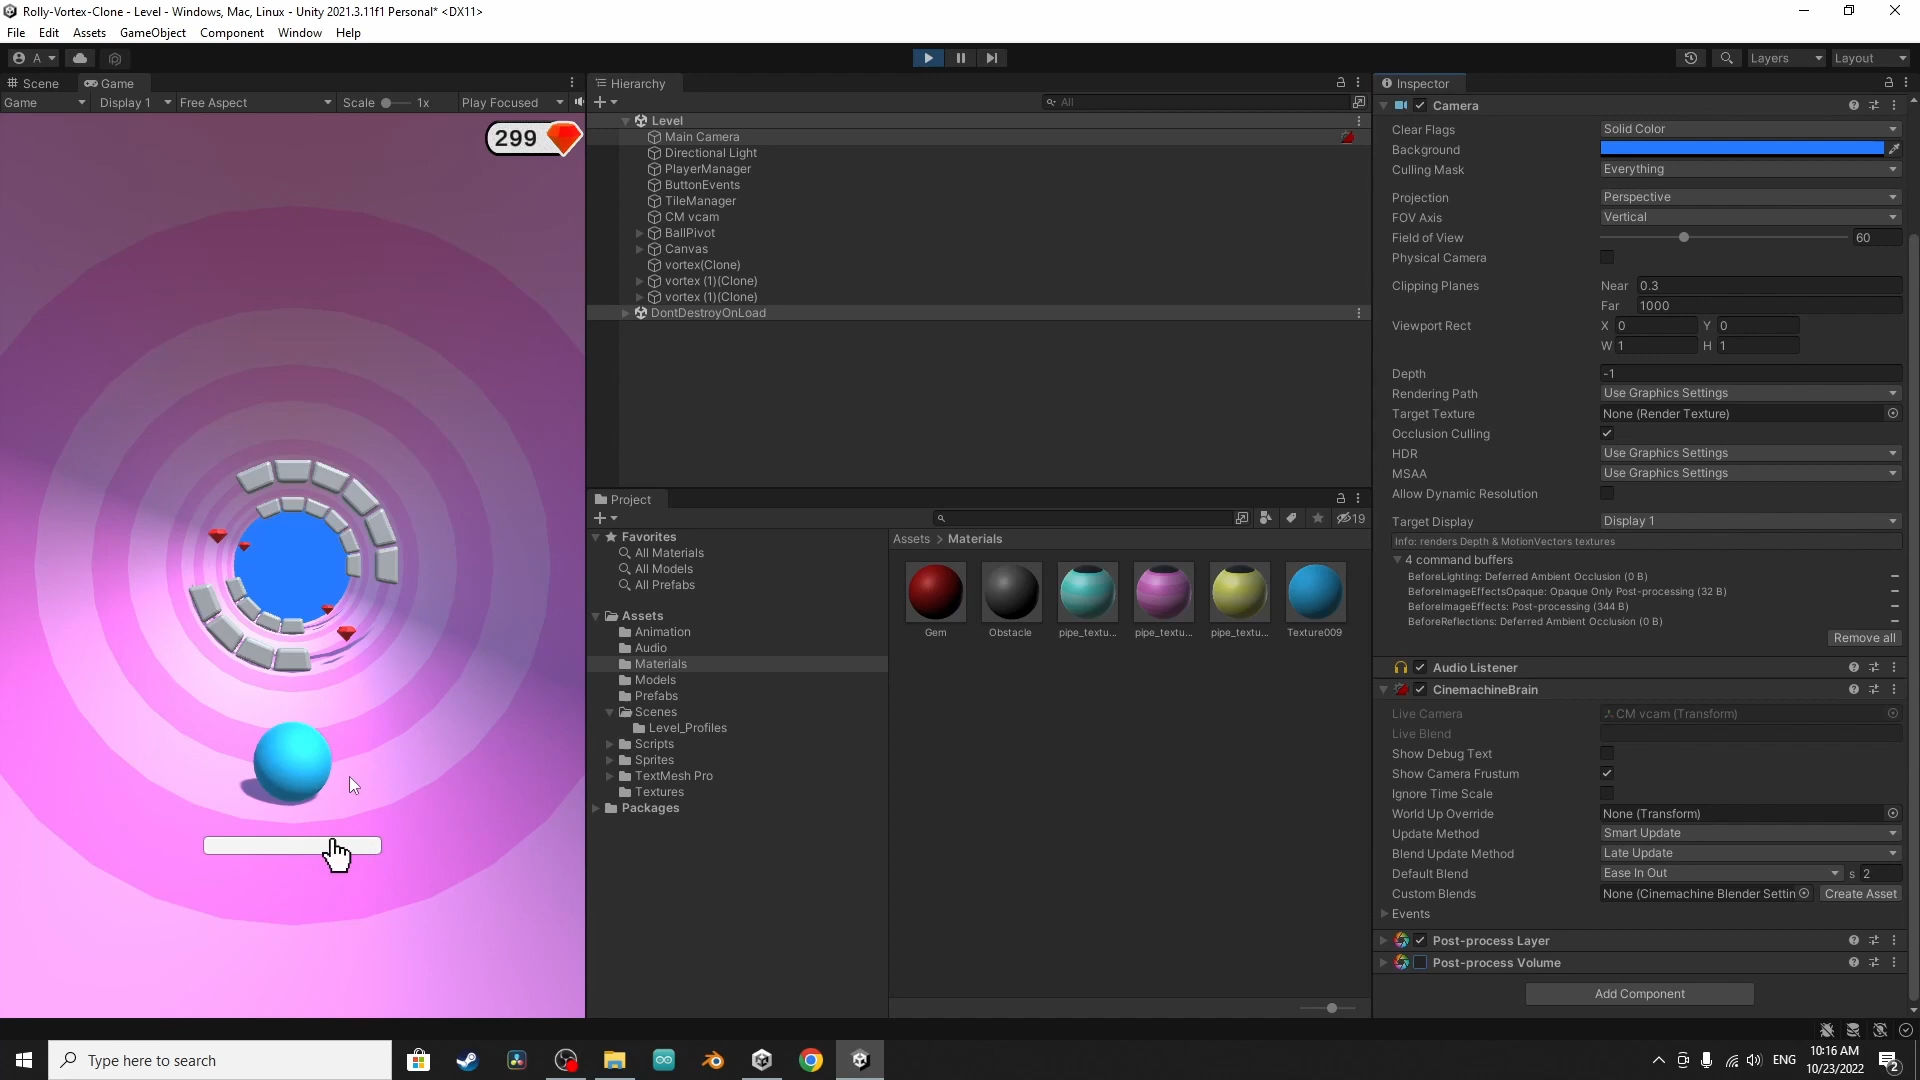 Rolly-Vortex-Clone - Level - Windows, Mac, Linux - Unity 2021.3.11f1 Personal* <DX11>
File Edit Assets GameObject Component Window Help
A Layers Layout
Scene Game
Game Display 1 Free Aspect Scale 1x Play Focused
299
Hierarchy
All
Level
Main Camera
Directional Light
PlayerManager
ButtonEvents
TileManager
CM vcam
BallPivot
Canvas
vortex(Clone)
vortex (1)(Clone)
vortex (1)(Clone)
DontDestroyOnLoad
Project
19
Favorites
All Materials
All Models
All Prefabs
Assets
Animation
Audio
Materials
Models
Prefabs
Scenes
Level_Profiles
Scripts
Sprites
TextMesh Pro
Textures
Packages
Assets > Materials
Gem Obstacle pipe_textu... pipe_textu... pipe_textu... Texture009
Inspector
Camera
Clear Flags Solid Color
Background
Culling Mask Everything
Projection Perspective
FOV Axis Vertical
Field of View 60
Physical Camera
Clipping Planes Near 0.3
Far 1000
Viewport Rect X 0 Y 0
W 1 H 1
Depth -1
Rendering Path Use Graphics Settings
Target Texture None (Render Texture)
Occlusion Culling
HDR Use Graphics Settings
MSAA Use Graphics Settings
Allow Dynamic Resolution
Target Display Display 1
Info: renders Depth & MotionVectors textures
4 command buffers
BeforeLighting: Deferred Ambient Occlusion (0 B)
BeforeImageEffectsOpaque: Opaque Only Post-processing (32 B)
BeforeImageEffects: Post-processing (344 B)
BeforeReflections: Deferred Ambient Occlusion (0 B)
Remove all
Audio Listener
CinemachineBrain
Live Camera CM vcam (Transform)
Live Blend
Show Debug Text
Show Camera Frustum
Ignore Time Scale
World Up Override None (Transform)
Update Method Smart Update
Blend Update Method Late Update
Default Blend Ease In Out s 2
Custom Blends None (Cinemachine Blender Settin Create Asset
Events
Post-process Layer
Post-process Volume
Add Component
Type here to search
ENG
10:16 AM
10/23/2022
2